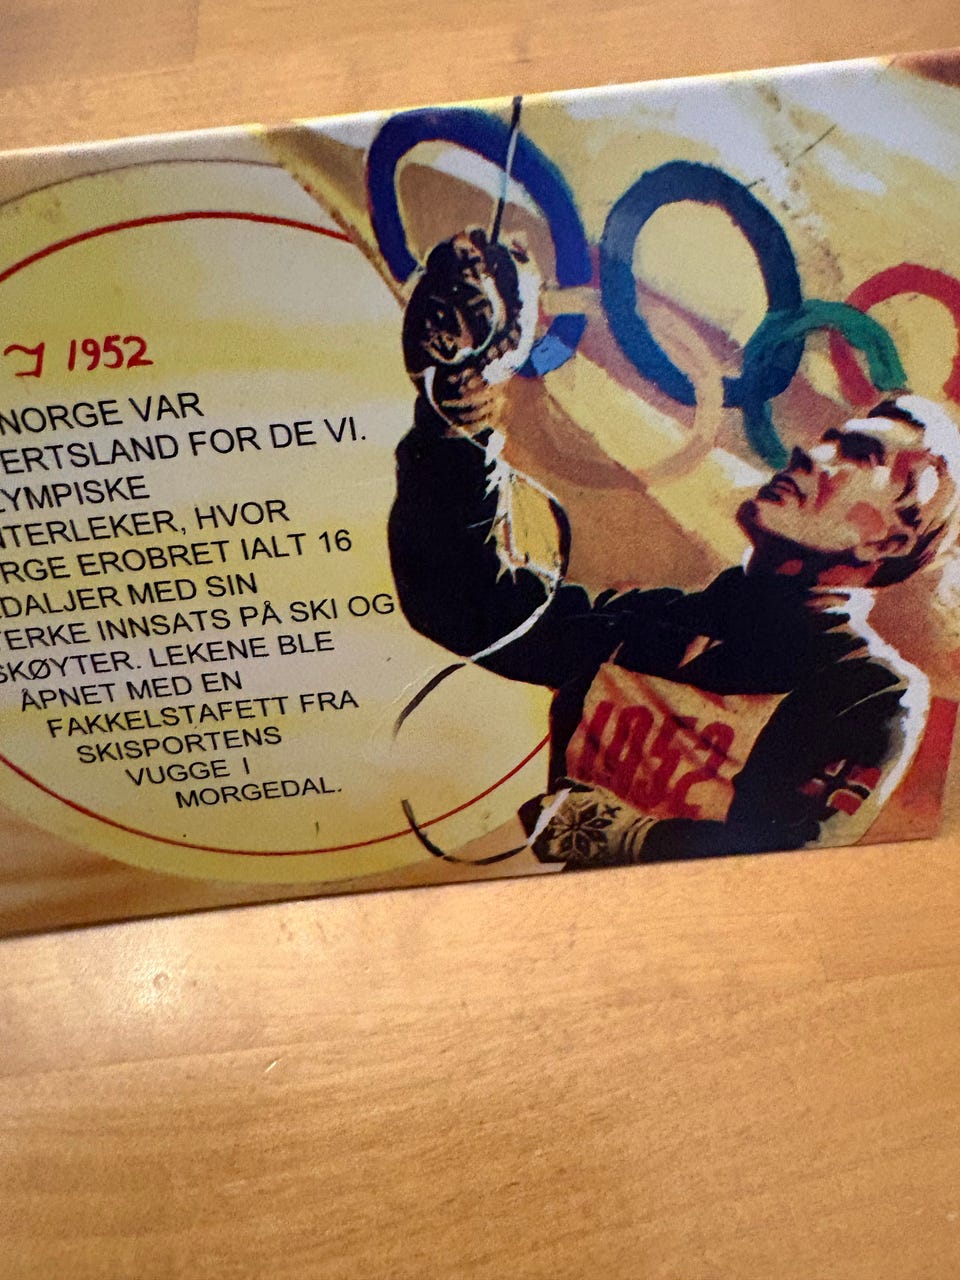 I 1952
NORGE VAR
ERTSLAND FOR DE VI.
LYMPISKE
NTERLEKER, HVOR
RGE EROBRET IALT 16
DALJER MED SIN
TERKE INNSATS PÅ SKI OG
SKØYTER. LEKENE BLE
ÅPNET MED EN
FAKKELSTAFETT FRA
SKISPORTENS
VUGGE I
MORGEDAL.
1952